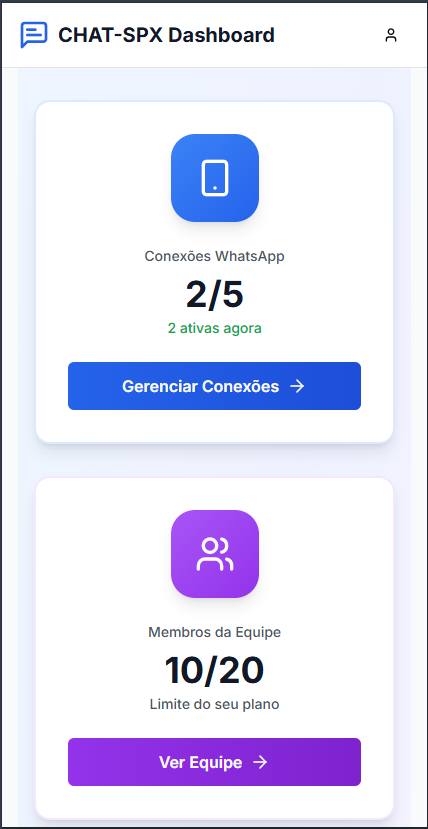 CHAT-SPX Dashboard
Conexões WhatsApp
2/5
2 ativas agora
Gerenciar Conexões
Membros da Equipe
10/20
Limite do seu plano
Ver Equipe